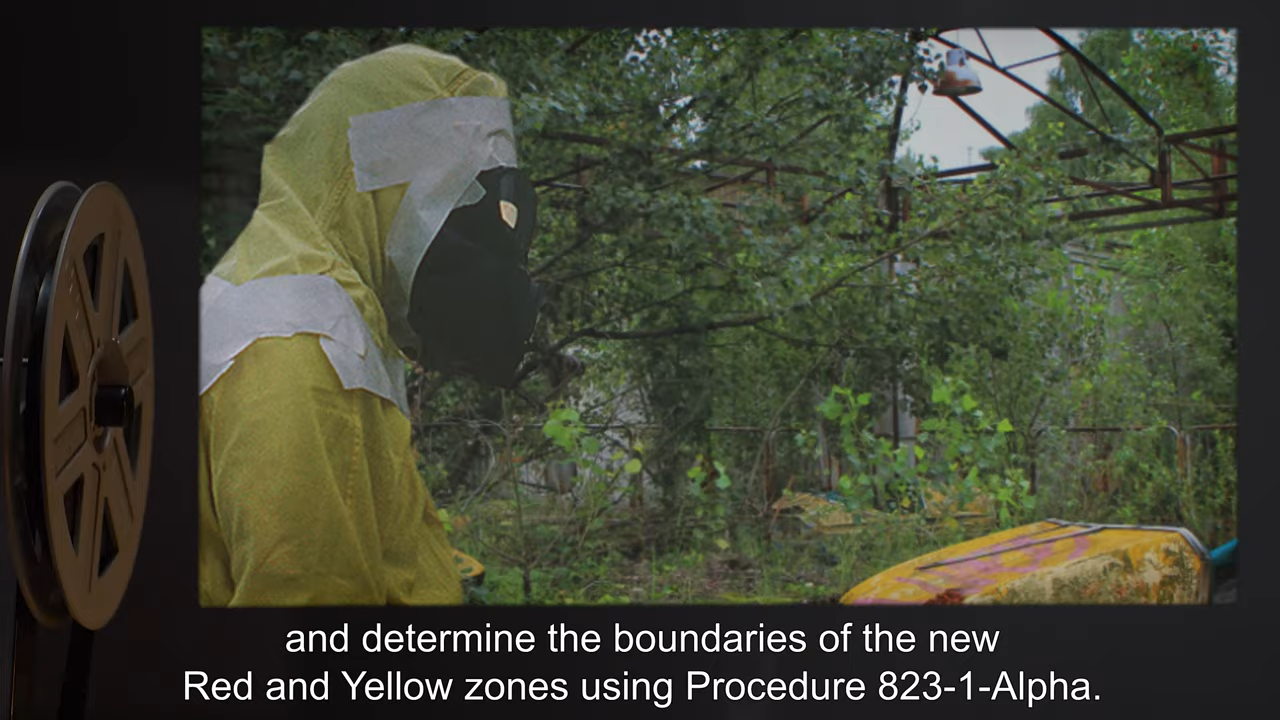 and determine the boundaries of the new
Red and Yellow zones using Procedure 823-1-Alpha.